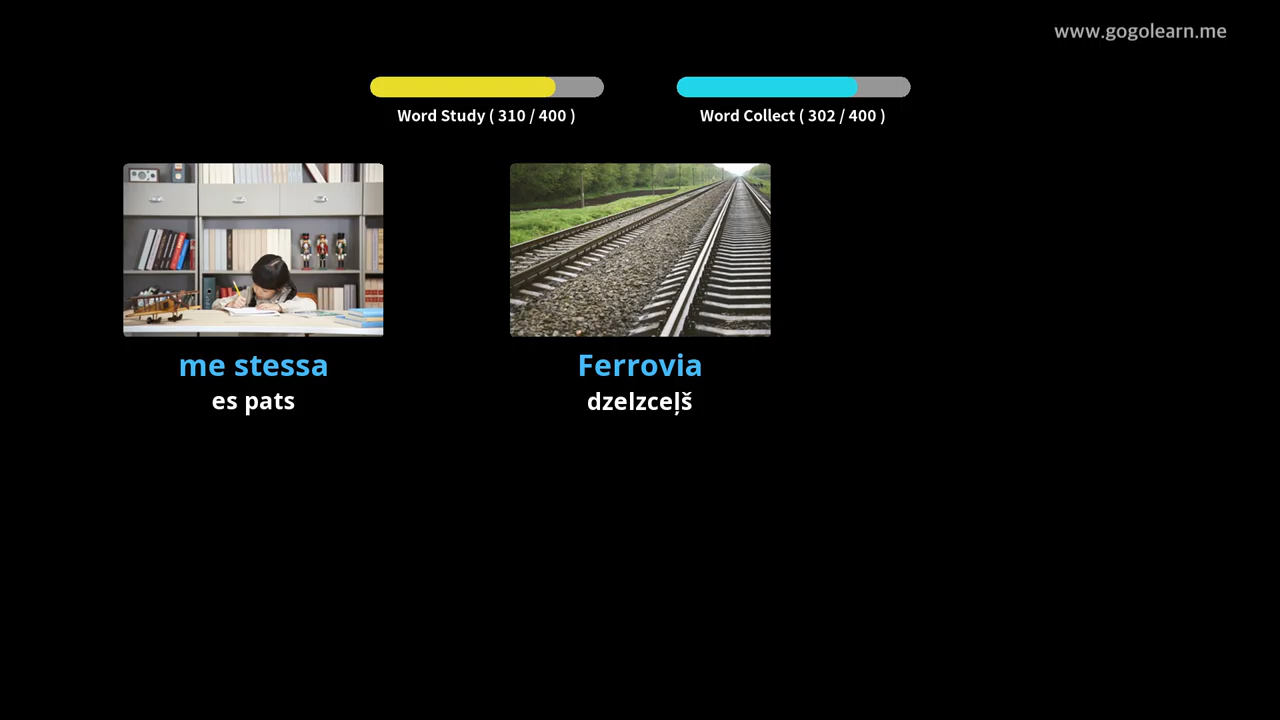 www.gogolearn.me
Word Study ( 310 / 400 )
Word Collect ( 302 / 400 )
me stessa
es pats
Ferrovia
dzelzceļš